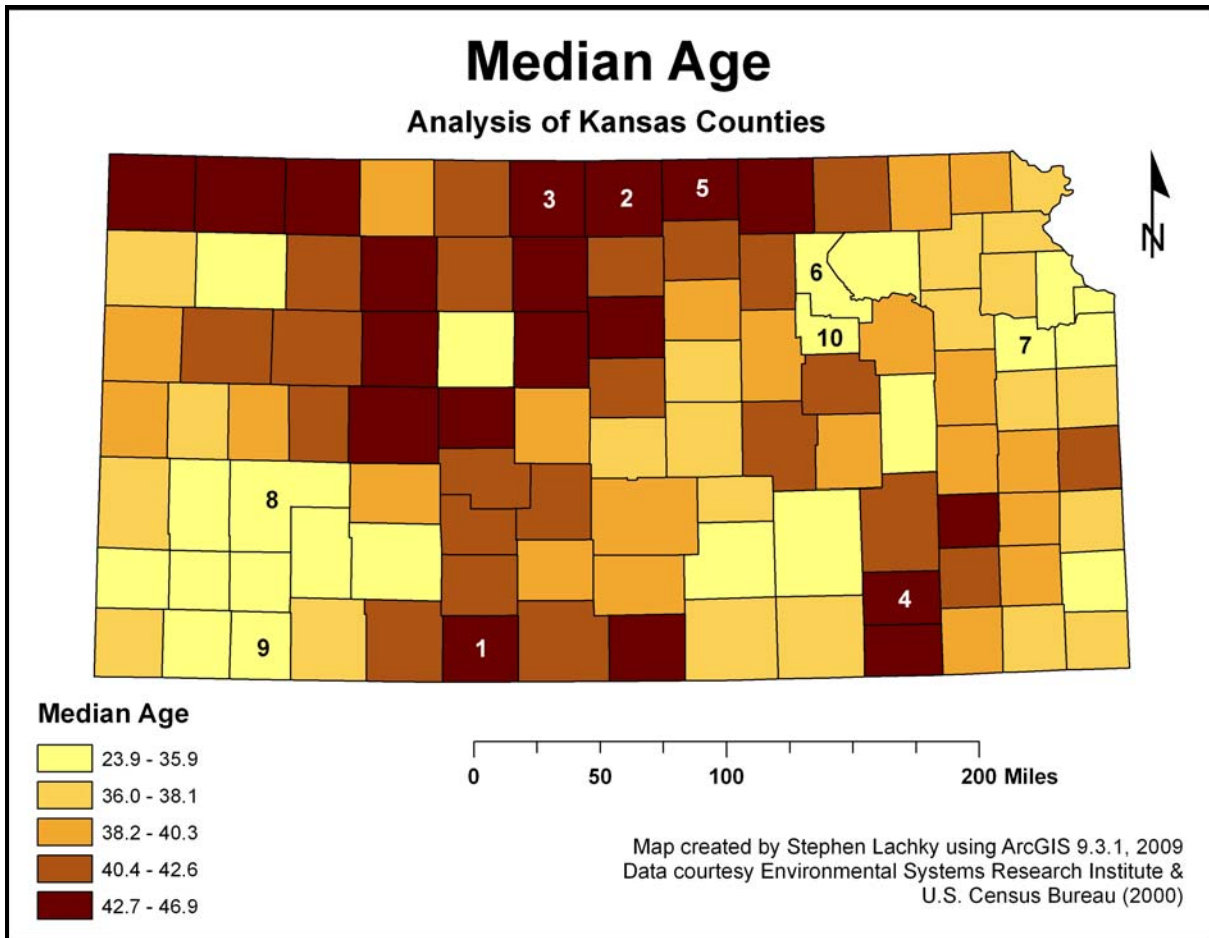 Median Age
Analysis of Kansas Counties
3
2
5
6
10
7
8
4
9
1
N
Median Age
23.9 - 35.9
36.0 - 38.1
38.2 - 40.3
40.4 - 42.6
42.7 - 46.9
0 50 100 200 Miles
Map created by Stephen Lachky using ArcGIS 9.3.1, 2009
Data courtesy Environmental Systems Research Institute &
U.S. Census Bureau (2000)